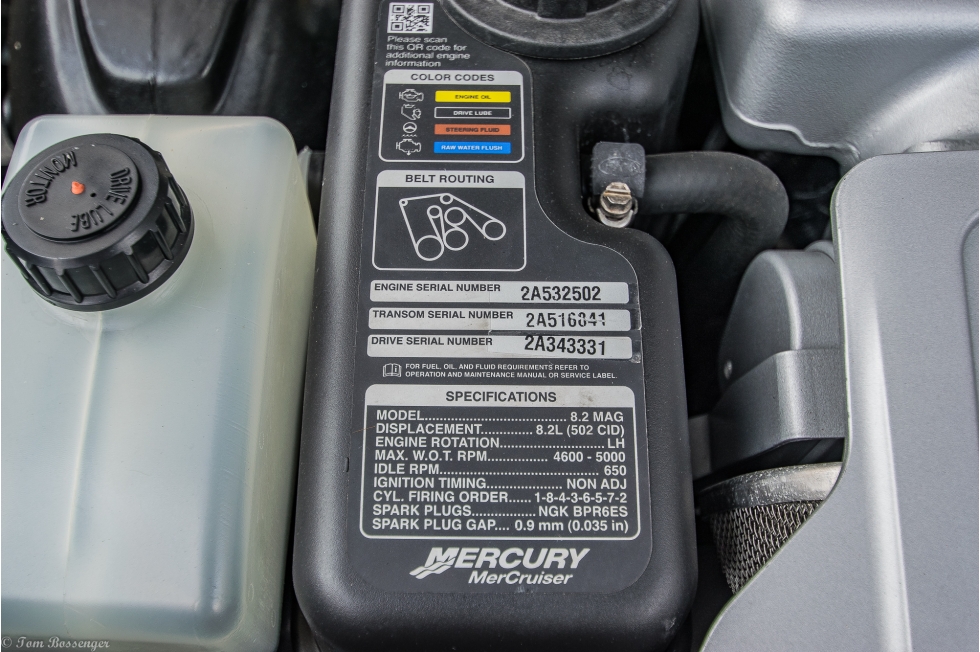 Please scan
this QR code for
additional engine
information
COLOR CODES
ENGINE OIL
DRIVE LUBE
STEERING FLUID
RAW WATER FLUSH
MONITOR
DRIVE LUBE
BELT ROUTING
ENGINE SERIAL NUMBER 2A532502
TRANSOM SERIAL NUMBER 2A516841
DRIVE SERIAL NUMBER 2A343331
FOR FUEL, OIL, AND FLUID REQUIREMENTS REFER TO
OPERATION AND MAINTENANCE MANUAL OR SERVICE LABEL.
SPECIFICATIONS
MODEL.............................. 8.2 MAG
DISPLACEMENT............ 8.2L (502 CID)
ENGINE ROTATION........................ LH
MAX. W.O.T. RPM.............. 4600 - 5000
IDLE RPM..................................... 650
IGNITION TIMING.................. NON ADJ
CYL. FIRING ORDER...... 1-8-4-3-6-5-7-2
SPARK PLUGS................ NGK BPR6ES
SPARK PLUG GAP.... 0.9 mm (0.035 in)
MERCURY
MerCruiser
© Tom Bossenger